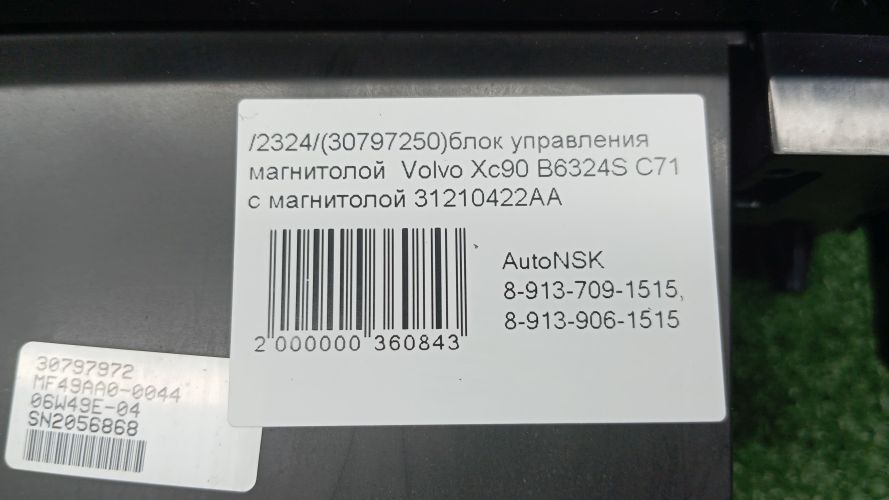 /2324/(30797250)блок управления
магнитолой Volvo Xc90 B6324S C71
с магнитолой 31210422AA
AutoNSK
8-913-709-1515,
8-913-906-1515
2 000000 360843
30797972
MF49AA0-0044
06W49E-04
SN2056868